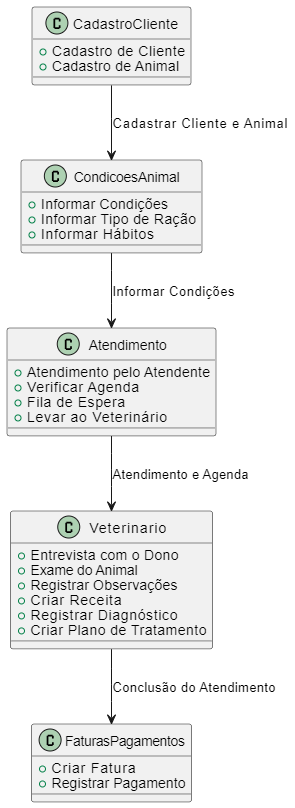 C CadastroCliente
Cadastro de Cliente
Cadastro de Animal
Cadastrar Cliente e Animal
C CondicoesAnimal
Informar Condições
Informar Tipo de Ração
Informar Hábitos
Informar Condições
C Atendimento
Atendimento pelo Atendente
Verificar Agenda
Fila de Espera
Levar ao Veterinário
Atendimento e Agenda
C Veterinario
Entrevista com o Dono
Exame do Animal
Registrar Observações
Criar Receita
Registrar Diagnóstico
Criar Plano de Tratamento
Conclusão do Atendimento
C FaturasPagamentos
Criar Fatura
Registrar Pagamento